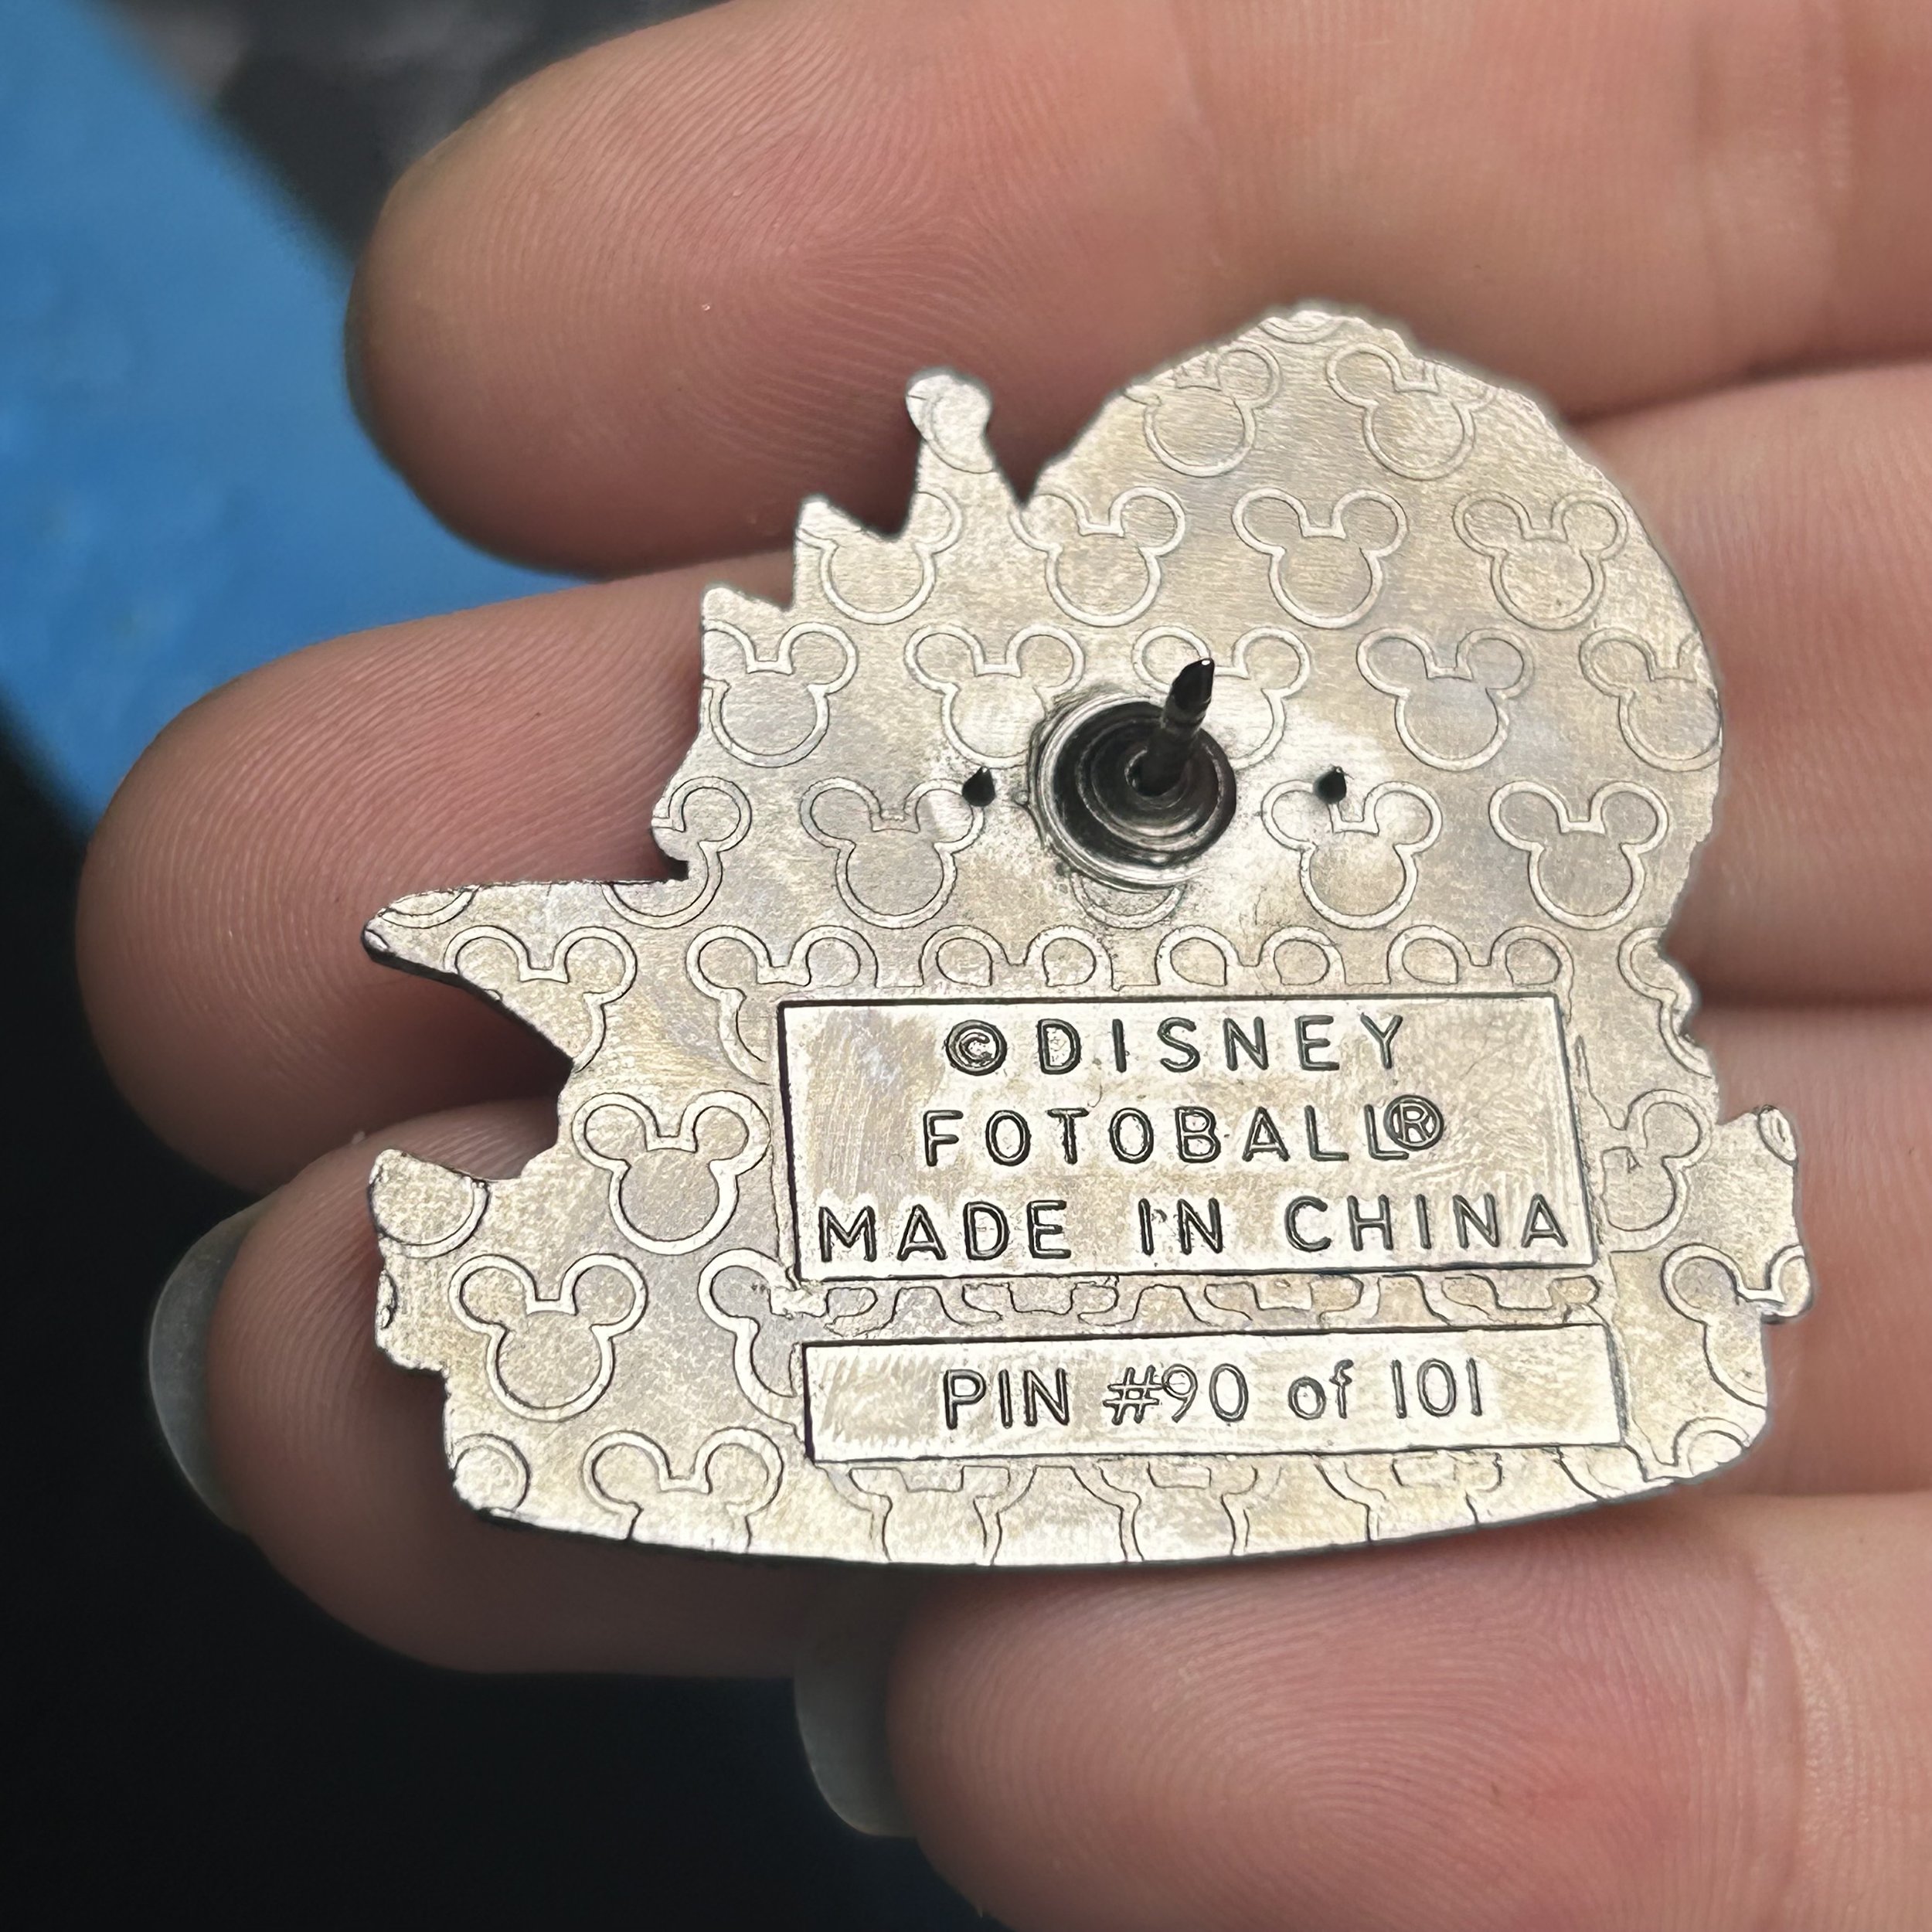 ©DISNEY
FOTOBALL®
MADE IN CHINA
PIN #90 of 101